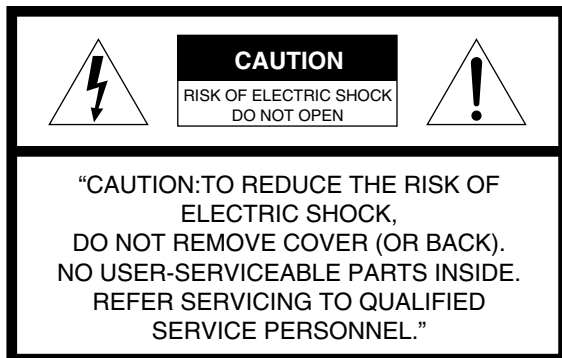 CAUTION
RISK OF ELECTRIC SHOCK
DO NOT OPEN
“CAUTION:TO REDUCE THE RISK OF
ELECTRIC SHOCK,
DO NOT REMOVE COVER (OR BACK).
NO USER-SERVICEABLE PARTS INSIDE.
REFER SERVICING TO QUALIFIED
SERVICE PERSONNEL.”